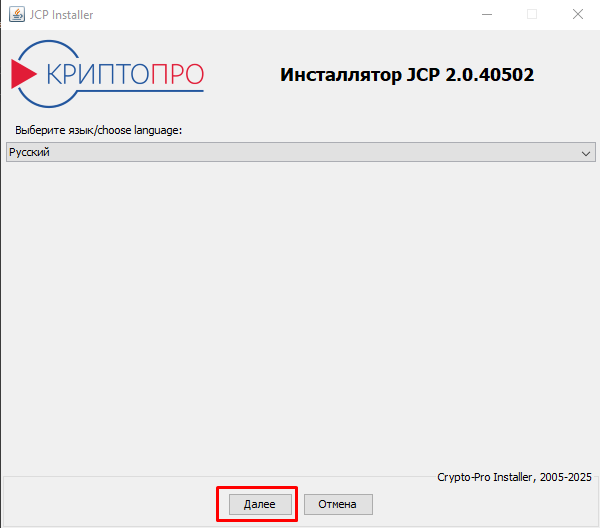 JCP Installer
КРИПТОПРО
Инсталлятор JCP 2.0.40502
Выберите язык/choose language:
Русский
Crypto-Pro Installer, 2005-2025
Далее
Отмена